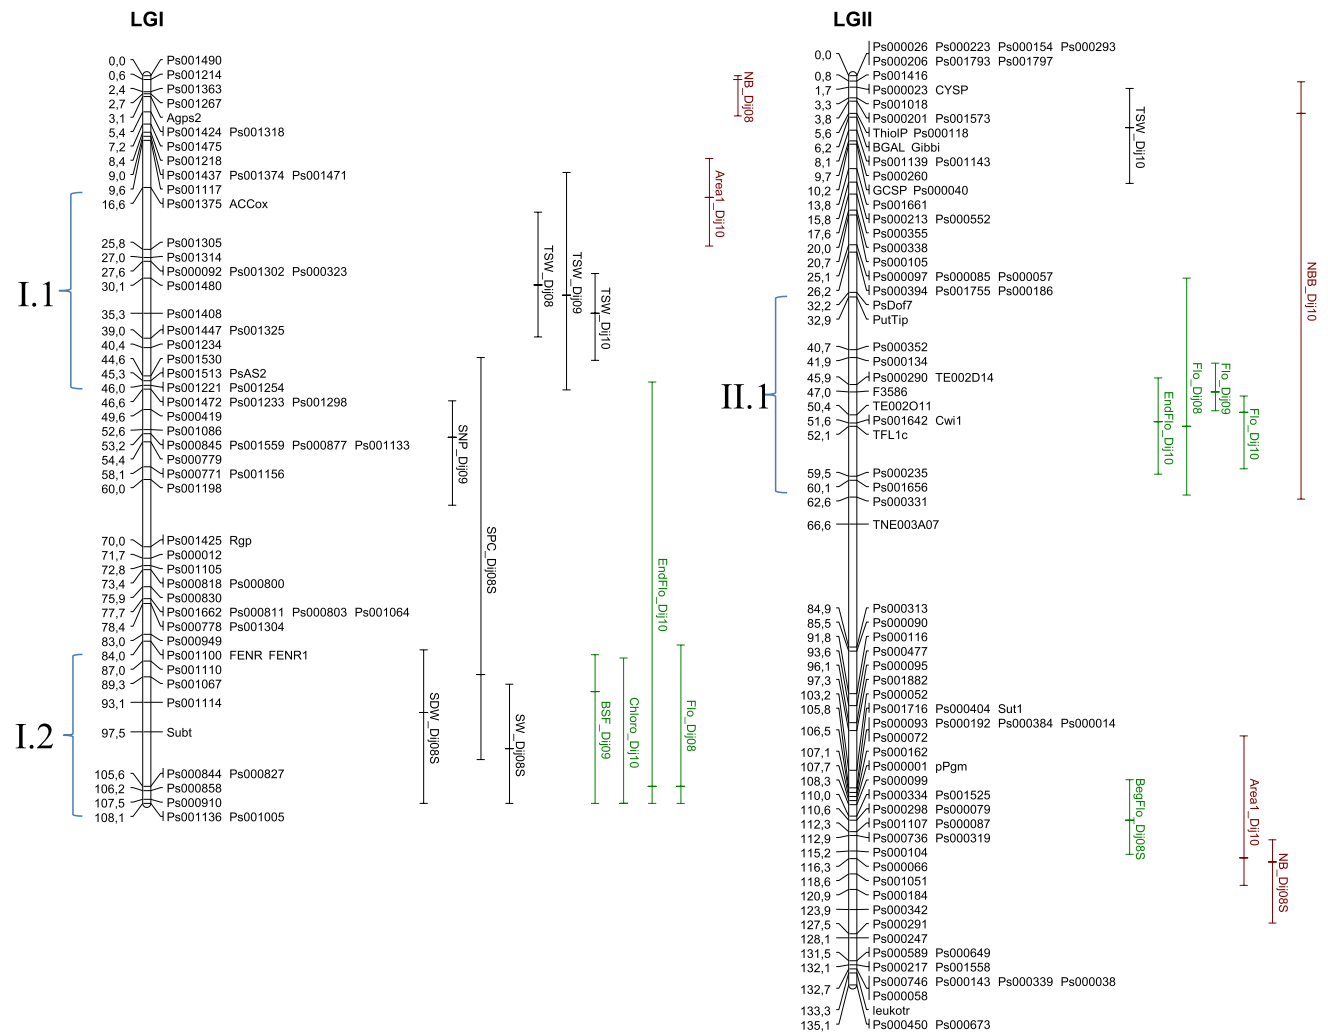 LGI
0,0 Ps001490
0,6 Ps001214
2,4 Ps001363
2,7 Ps001267
3,1 Agps2
5,4 Ps001424 Ps001318
7,2 Ps001475
8,4 Ps001218
9,0 Ps001437 Ps001374 Ps001471
9,6 Ps001117
16,6 Ps001375 ACCox
25,8 Ps001305
27,0 Ps001314
27,6 Ps000092 Ps001302 Ps000323
30,1 Ps001480
35,3 Ps001408
39,0 Ps001447 Ps001325
40,4 Ps001234
44,6 Ps001530
45,3 Ps001513 PsAS2
46,0 Ps001221 Ps001254
46,6 Ps001472 Ps001233 Ps001298
49,6 Ps000419
52,6 Ps001086
53,2 Ps000845 Ps001559 Ps000877 Ps001133
54,4 Ps000779
58,1 Ps000771 Ps001156
60,0 Ps001198
70,0 Ps001425 Rgp
71,7 Ps000012
72,8 Ps001105
73,4 Ps000818 Ps000800
75,9 Ps000830
77,7 Ps001662 Ps000811 Ps000803 Ps001064
78,4 Ps000778 Ps001304
83,0 Ps000949
84,0 Ps001100 FENR FENR1
87,0 Ps001110
89,3 Ps001067
93,1 Ps001114
97,5 Subt
105,6 Ps000844 Ps000827
106,2 Ps000858
107,5 Ps000910
108,1 Ps001136 Ps001005
I.1
I.2
SDW_Dij08S
SNP_Dij09
SPC_Dij08S
SW_Dij08S
TSW_Dij08
TSW_Dij09
TSW_Dij10
BSF_Dij09
Chloro_Dij10
EndFlo_Dij10
Flo_Dij08
Area1_Dij10
NB_Dij08
LGII
Ps000026 Ps000223 Ps000154 Ps000293
0,0
Ps000206 Ps001793 Ps001797
0,8 Ps001416
1,7 Ps000023 CYSP
3,3 Ps001018
3,8 Ps000201 Ps001573
5,6 ThiolP Ps000118
6,2 BGAL Gibbi
8,1 Ps001139 Ps001143
9,7 Ps000260
10,2 GCSP Ps000040
13,8 Ps001661
15,8 Ps000213 Ps000552
17,6 Ps000355
20,0 Ps000338
20,7 Ps000105
25,1 Ps000097 Ps000085 Ps000057
26,2 Ps000394 Ps001755 Ps000186
32,2 PsDof7
32,9 PutTip
40,7 Ps000352
41,9 Ps000134
45,9 Ps000290 TE002D14
47,0 F3586
50,4 TE002O11
51,6 Ps001642 Cwi1
52,1 TFL1c
59,5 Ps000235
60,1 Ps001656
62,6 Ps000331
66,6 TNE003A07
84,9 Ps000313
85,5 Ps000090
91,8 Ps000116
93,6 Ps000477
96,1 Ps000095
97,3 Ps001882
103,2 Ps000052
105,8 Ps001716 Ps000404 Sut1
Ps000093 Ps000192 Ps000384 Ps000014
106,5
Ps000072
107,1 Ps000162
107,7 Ps000001 pPgm
108,3 Ps000099
110,0 Ps000334 Ps001525
110,6 Ps000298 Ps000079
112,3 Ps001107 Ps000087
112,9 Ps000736 Ps000319
115,2 Ps000104
116,3 Ps000066
118,6 Ps001051
120,9 Ps000184
123,9 Ps000342
127,5 Ps000291
128,1 Ps000247
131,5 Ps000589 Ps000649
132,1 Ps000217 Ps001558
Ps000746 Ps000143 Ps000339 Ps000038
132,7
Ps000058
133,3 leukotr
135,1 Ps000450 Ps000673
II.1
TSW_Dij10
EndFlo_Dij10
Flo_Dij08
Flo_Dij09
Flo_Dij10
NBB_Dij10
BegFlo_Dij08S
Area1_Dij10
NB_Dij08S